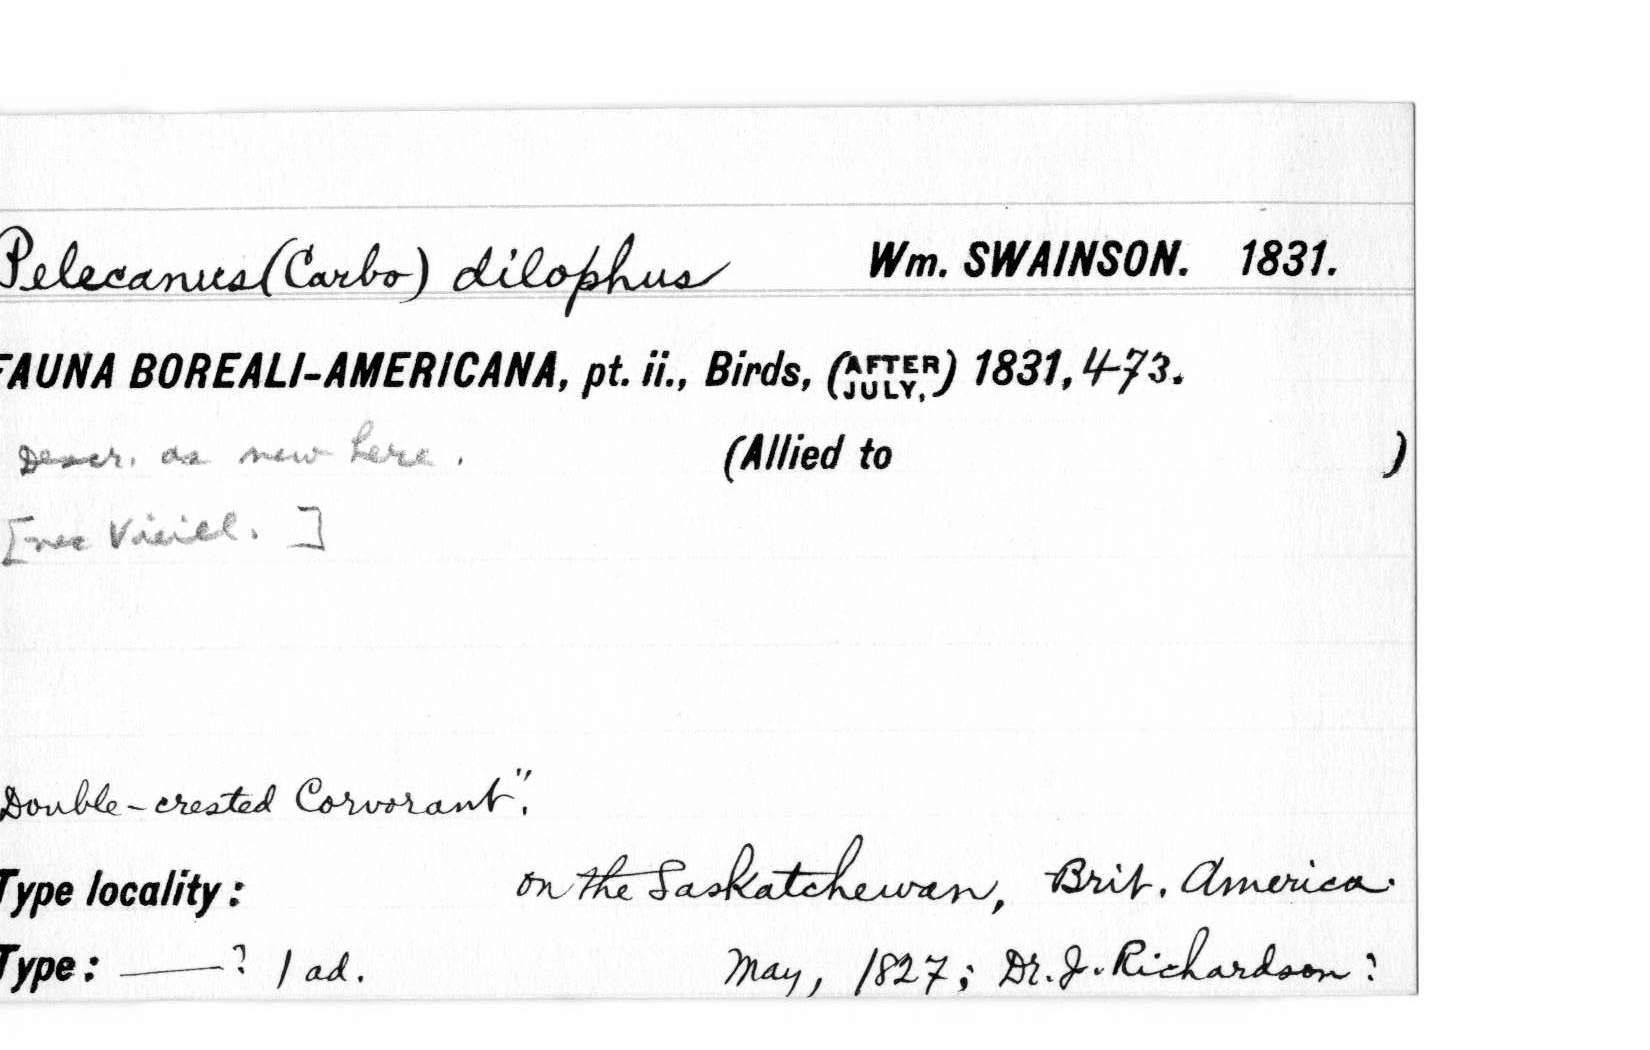 Pelecanus (Carbo) dilophus Wm. SWAINSON. 1831.
FAUNA BOREALI-AMERICANA, pt. ii., Birds, (AFTER JULY,) 1831, 473.
Descr. as new here. (Allied to )
[nec Vieill. ]
Double-crested Corvorant".
Type locality: on the Saskatchewan, Brit. America.
Type: —— ? 1 ad. May, 1827; Dr. J. Richardson ?